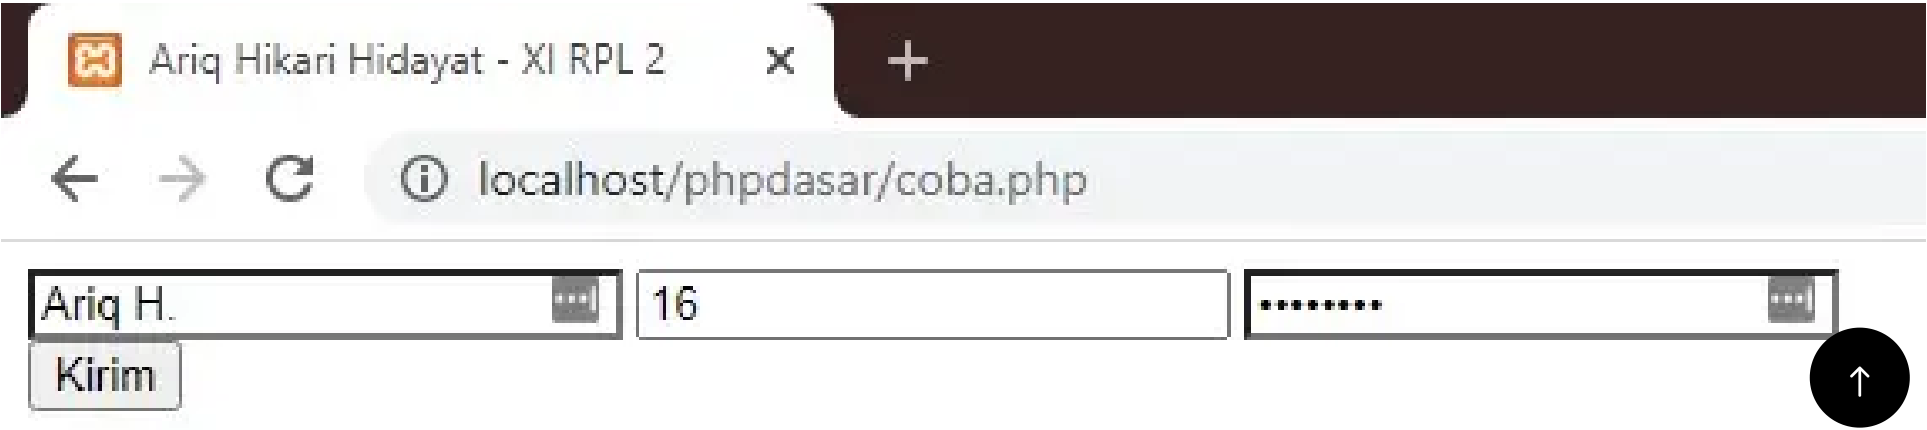 Ariq Hikari Hidayat - XI RPL 2
localhost/phpdasar/coba.php
Ariq H. 16 ••••••••
Kirim